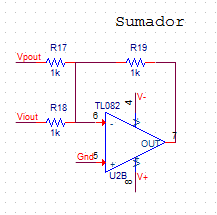 Sumador
R17
R19
Vpout
1k
1k
R18
TL082
V-
4
Viout
1k
6
-
OUT
7
Gnd
5
+
U2B
8
V+